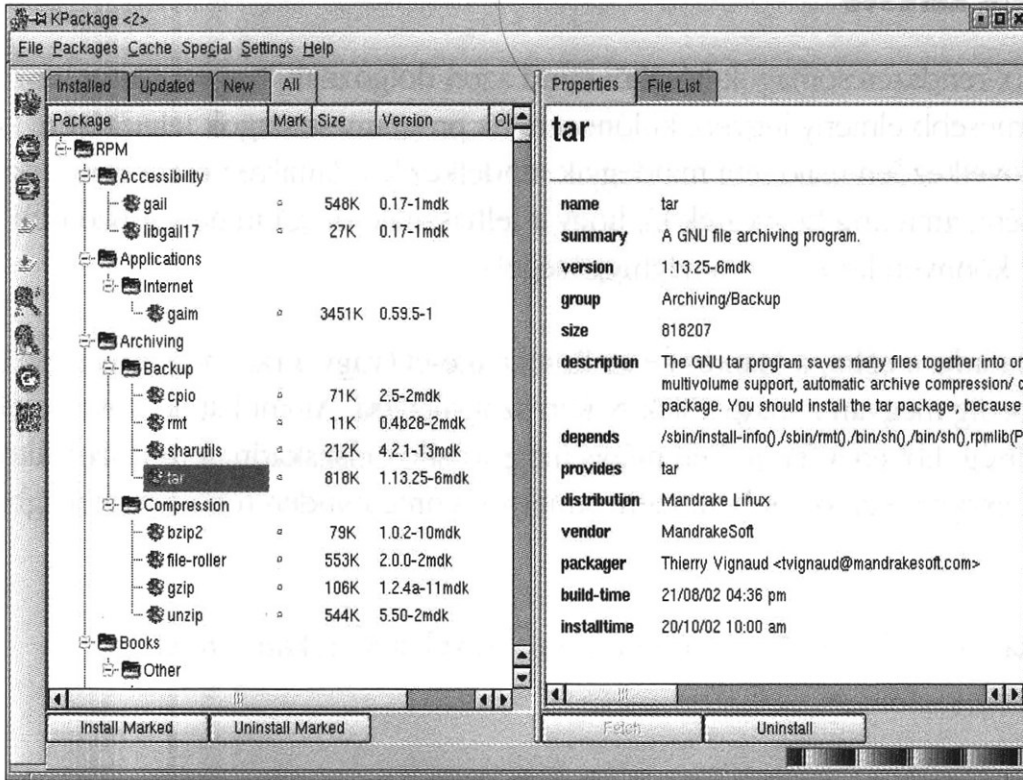 KPackage <2>
File Packages Cache Special Settings Help
Installed Updated New All
Package Mark Size Version
RPM
Accessibility
gail 548K 0.17-1mdk
libgail17 27K 0.17-1mdk
Applications
Internet
gaim 3451K 0.59.5-1
Archiving
Backup
cpio 71K 2.5-2mdk
rmt 11K 0.4b28-2mdk
sharutils 212K 4.2.1-13mdk
tar 818K 1.13.25-6mdk
Compression
bzip2 79K 1.0.2-10mdk
file-roller 553K 2.0.0-2mdk
gzip 106K 1.2.4a-11mdk
unzip 544K 5.50-2mdk
Books
Other
Install Marked Uninstall Marked
Properties File List
tar
name tar
summary A GNU file archiving program.
version 1.13.25-6mdk
group Archiving/Backup
size 818207
description The GNU tar program saves many files together into
multivolume support, automatic archive compression/
package. You should install the tar package, because
depends /sbin/install-info(),/sbin/rmt(),/bin/sh(),/bin/sh(),rpmlib(P
provides tar
distribution Mandrake Linux
vendor MandrakeSoft
packager Thierry Vignaud <tvignaud@mandrakesoft.com>
build-time 21/08/02 04:36 pm
installtime 20/10/02 10:00 am
Fetch Uninstall